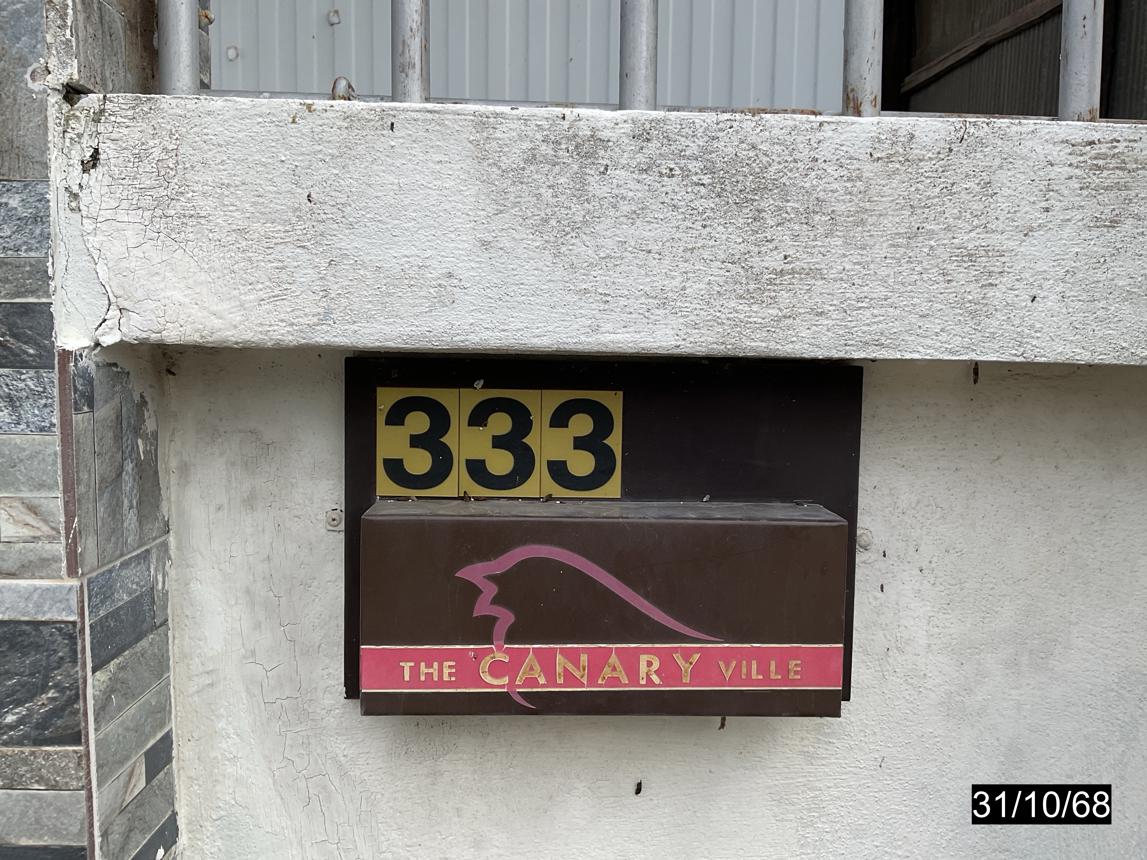 333
THE CANARY VILLE
31/10/68